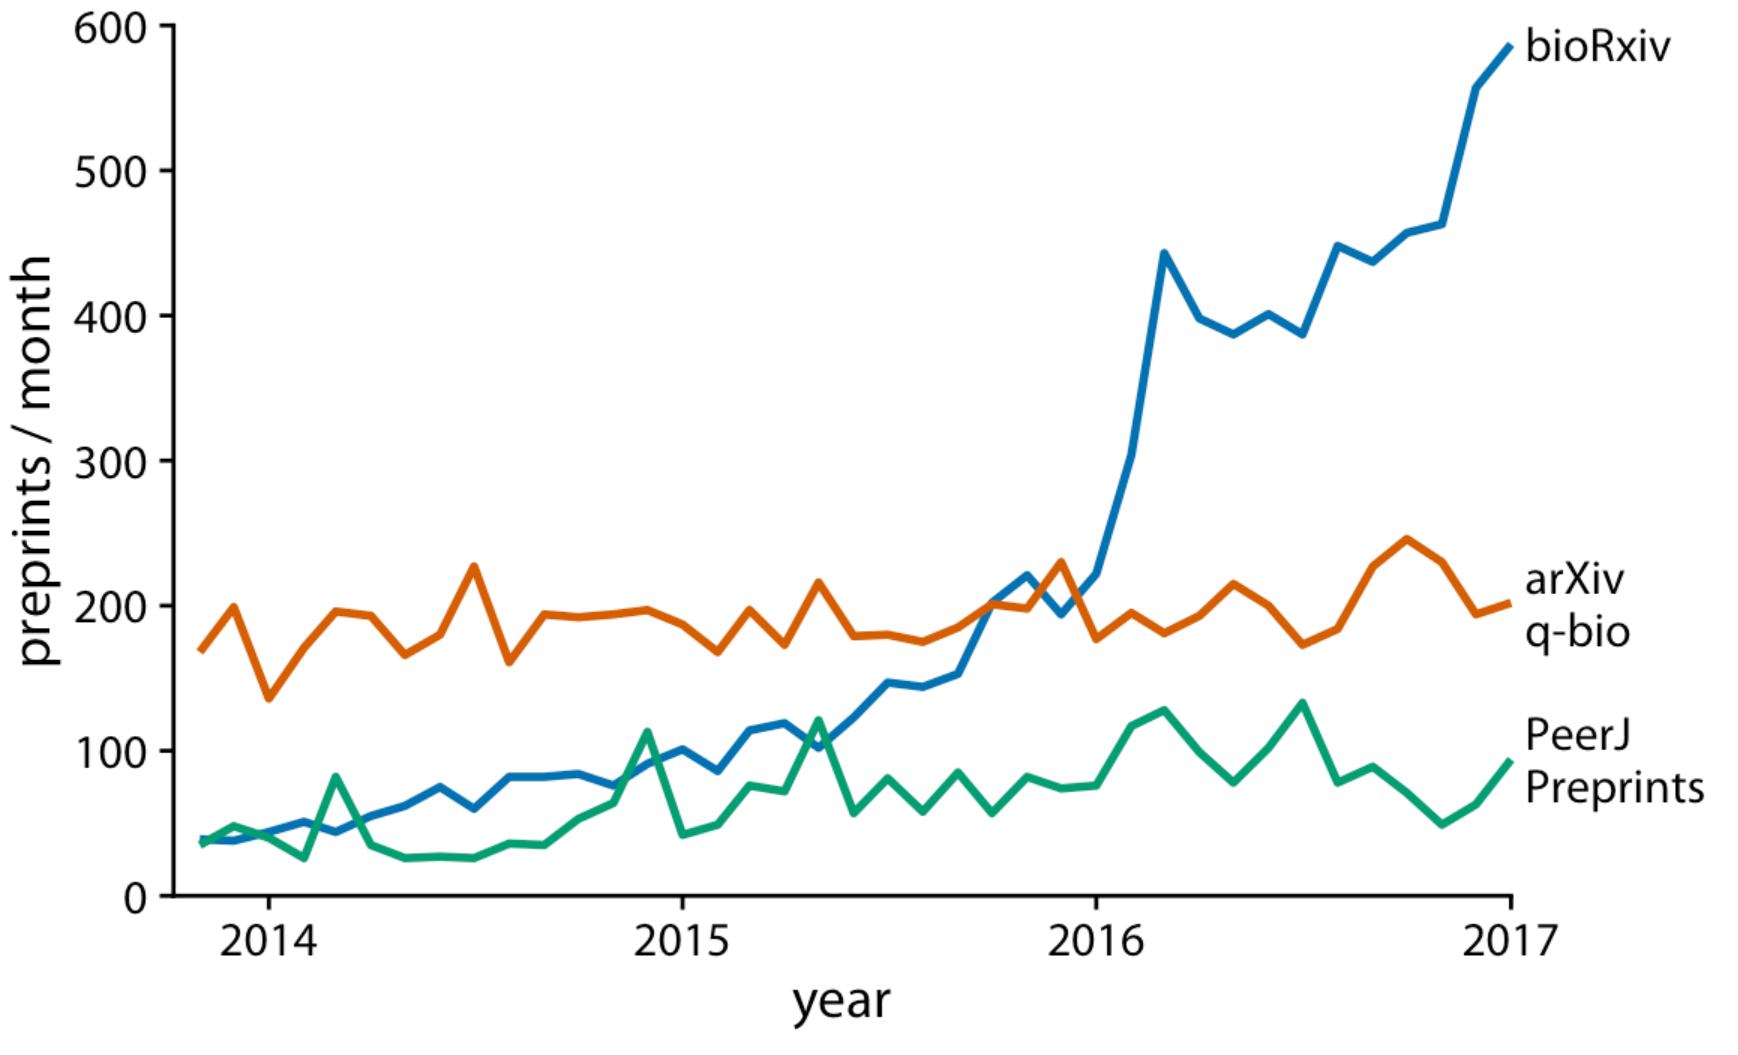 600
500
400
300
200
100
0
preprints / month
2014
2015
2016
2017
year
bioRxiv
arXiv
q-bio
PeerJ
Preprints